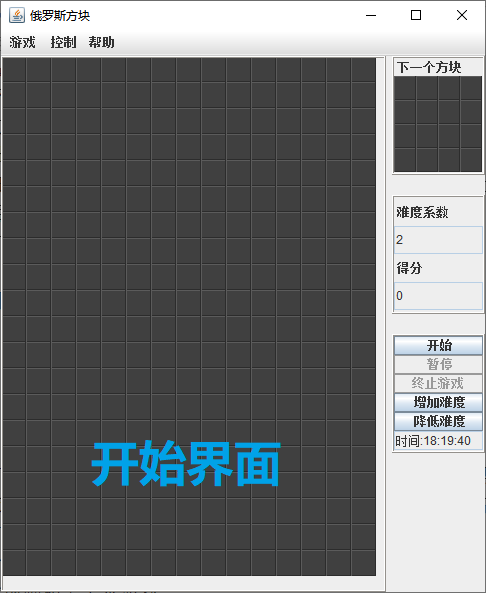 俄罗斯方块
游戏 控制 帮助
下一个方块
难度系数
2
得分
0
开始
暂停
终止游戏
增加难度
降低难度
时间:18:19:40
开始界面